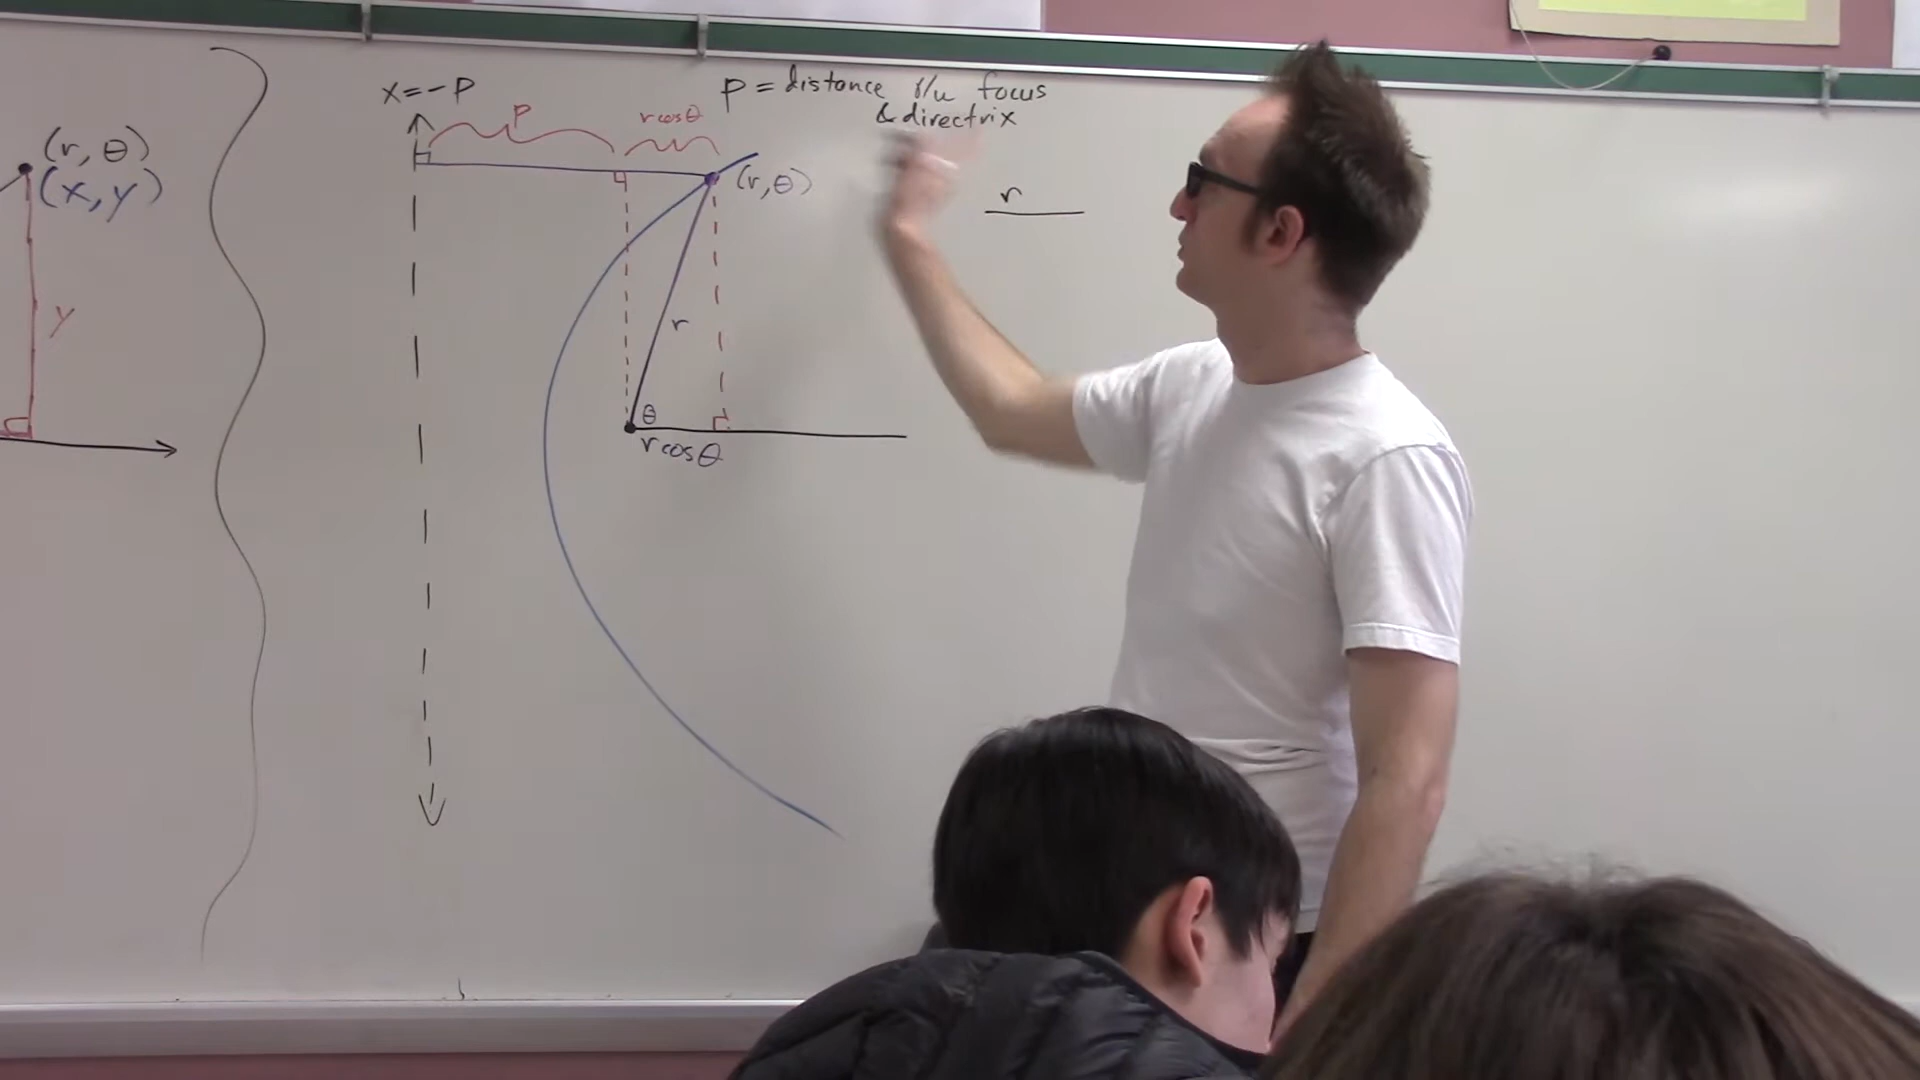 (r, θ)
(x, y)
y
x=-p
p
r cos θ
p = distance b/w focus
& directrix
(r, θ)
r
r
θ
r cos θ